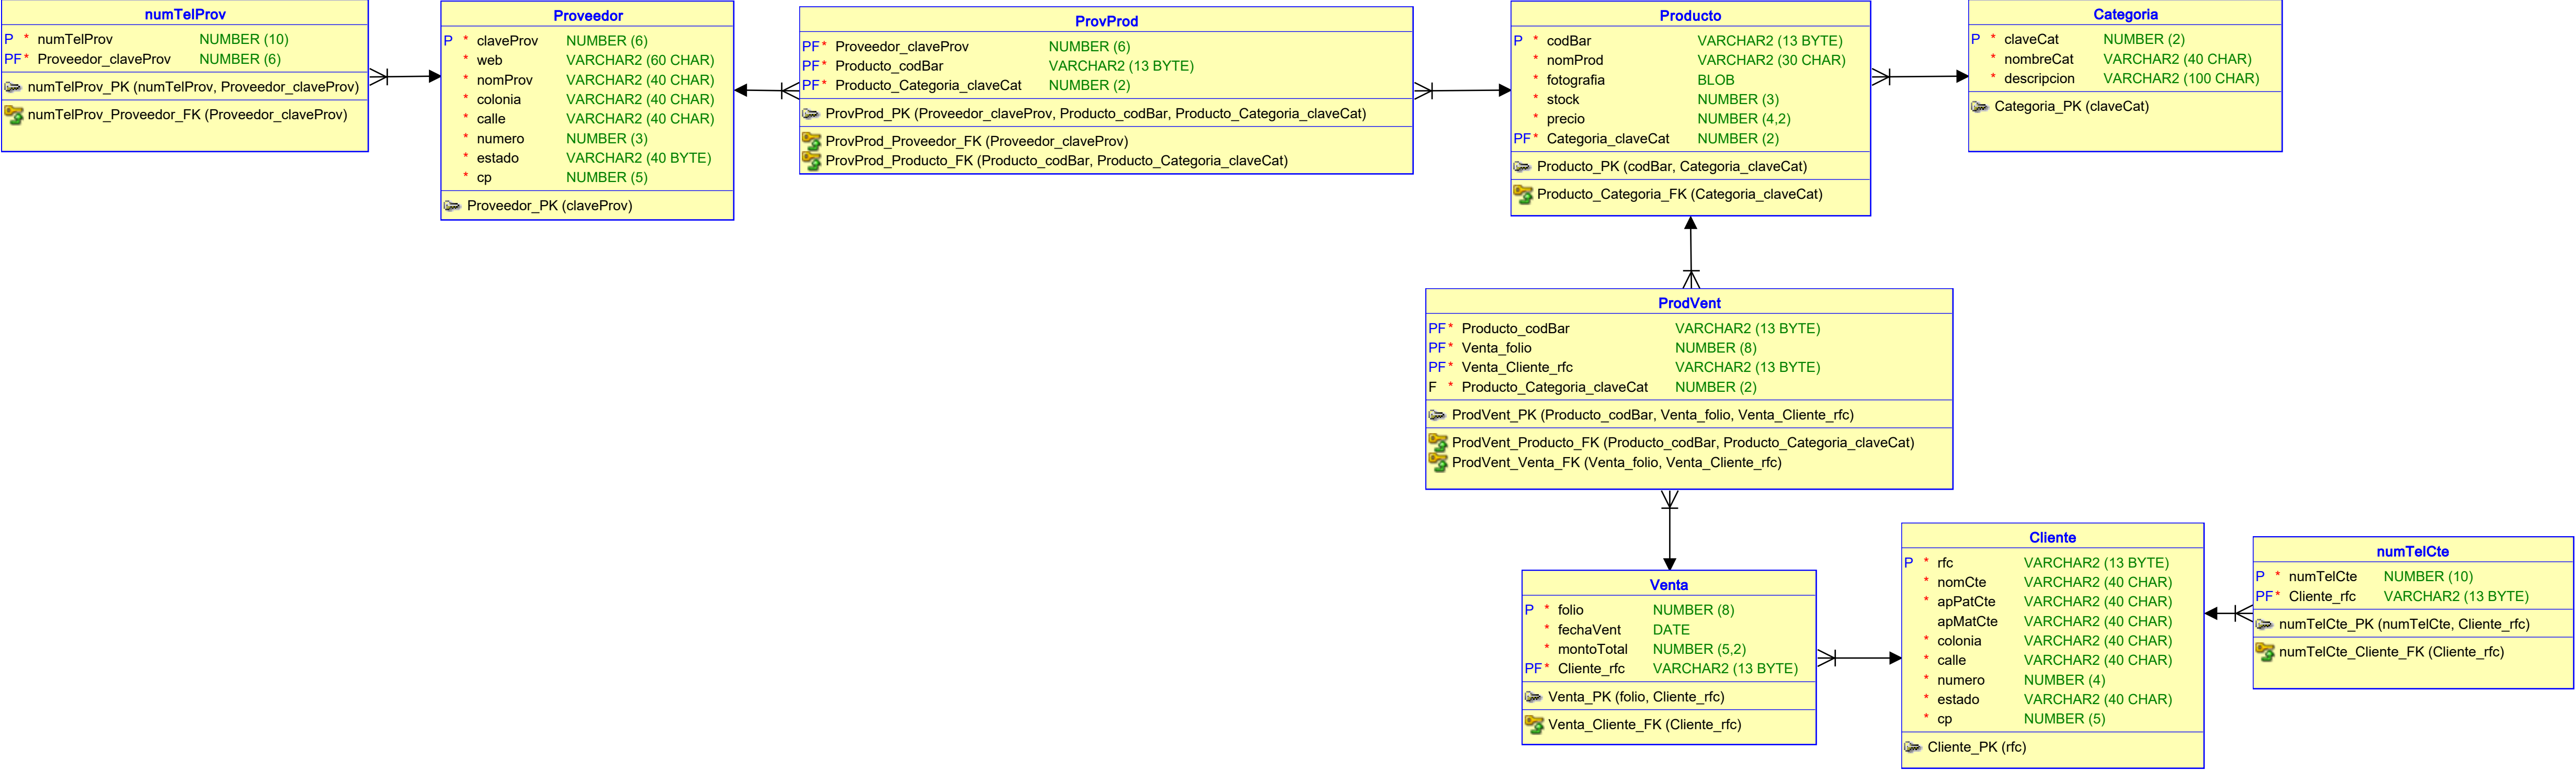 numTelProv
P * numTelProv NUMBER (10)
PF* Proveedor_claveProv NUMBER (6)
numTelProv_PK (numTelProv, Proveedor_claveProv)
numTelProv_Proveedor_FK (Proveedor_claveProv)
Proveedor
P * claveProv NUMBER (6)
* web VARCHAR2 (60 CHAR)
* nomProv VARCHAR2 (40 CHAR)
* colonia VARCHAR2 (40 CHAR)
* calle VARCHAR2 (40 CHAR)
* numero NUMBER (3)
* estado VARCHAR2 (40 BYTE)
* cp NUMBER (5)
Proveedor_PK (claveProv)
ProvProd
PF* Proveedor_claveProv NUMBER (6)
PF* Producto_codBar VARCHAR2 (13 BYTE)
PF* Producto_Categoria_claveCat NUMBER (2)
ProvProd_PK (Proveedor_claveProv, Producto_codBar, Producto_Categoria_claveCat)
ProvProd_Proveedor_FK (Proveedor_claveProv)
ProvProd_Producto_FK (Producto_codBar, Producto_Categoria_claveCat)
Producto
P * codBar VARCHAR2 (13 BYTE)
* nomProd VARCHAR2 (30 CHAR)
* fotografia BLOB
* stock NUMBER (3)
* precio NUMBER (4,2)
PF* Categoria_claveCat NUMBER (2)
Producto_PK (codBar, Categoria_claveCat)
Producto_Categoria_FK (Categoria_claveCat)
Categoria
P * claveCat NUMBER (2)
* nombreCat VARCHAR2 (40 CHAR)
* descripcion VARCHAR2 (100 CHAR)
Categoria_PK (claveCat)
ProdVent
PF* Producto_codBar VARCHAR2 (13 BYTE)
PF* Venta_folio NUMBER (8)
PF* Venta_Cliente_rfc VARCHAR2 (13 BYTE)
F * Producto_Categoria_claveCat NUMBER (2)
ProdVent_PK (Producto_codBar, Venta_folio, Venta_Cliente_rfc)
ProdVent_Producto_FK (Producto_codBar, Producto_Categoria_claveCat)
ProdVent_Venta_FK (Venta_folio, Venta_Cliente_rfc)
Venta
P * folio NUMBER (8)
* fechaVent DATE
* montoTotal NUMBER (5,2)
PF* Cliente_rfc VARCHAR2 (13 BYTE)
Venta_PK (folio, Cliente_rfc)
Venta_Cliente_FK (Cliente_rfc)
Cliente
P * rfc VARCHAR2 (13 BYTE)
* nomCte VARCHAR2 (40 CHAR)
* apPatCte VARCHAR2 (40 CHAR)
apMatCte VARCHAR2 (40 CHAR)
* colonia VARCHAR2 (40 CHAR)
* calle VARCHAR2 (40 CHAR)
* numero NUMBER (4)
* estado VARCHAR2 (40 CHAR)
* cp NUMBER (5)
Cliente_PK (rfc)
numTelCte
P * numTelCte NUMBER (10)
PF* Cliente_rfc VARCHAR2 (13 BYTE)
numTelCte_PK (numTelCte, Cliente_rfc)
numTelCte_Cliente_FK (Cliente_rfc)